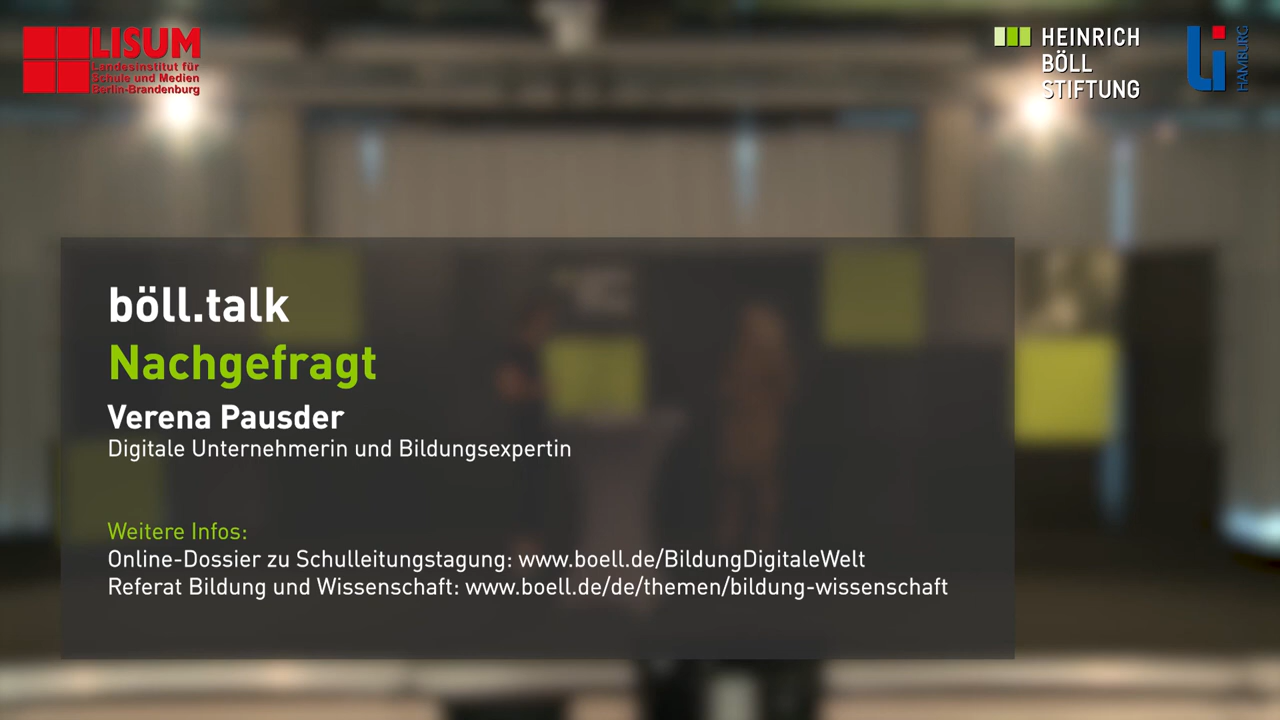 LISUM
Landesinstitut für
Schule und Medien
Berlin-Brandenburg
HEINRICH
BÖLL
STIFTUNG
Li
HAMBURG
böll.talk
Nachgefragt
Verena Pausder
Digitale Unternehmerin und Bildungsexpertin
Weitere Infos:
Online-Dossier zu Schulleitungstagung: www.boell.de/BildungDigitaleWelt
Referat Bildung und Wissenschaft: www.boell.de/de/themen/bildung-wissenschaft